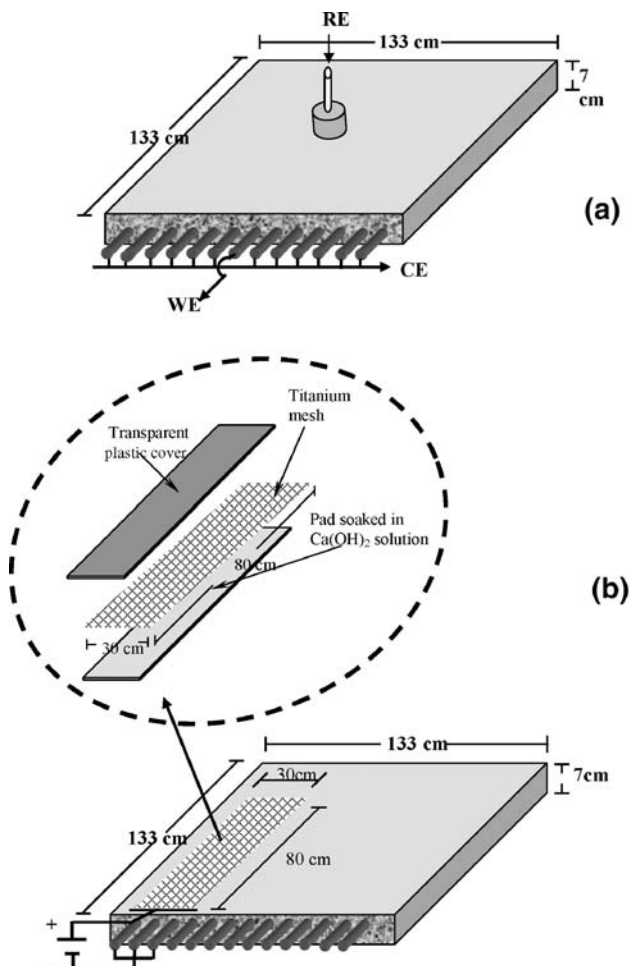 RE
133 cm
7
cm
133 cm
(a)
CE
WE
Titanium
mesh
Transparent
plastic cover
Pad soaked in
Ca(OH)₂ solution
80 cm
30 cm
(b)
133 cm
30cm
7cm
133 cm
80 cm
+
-